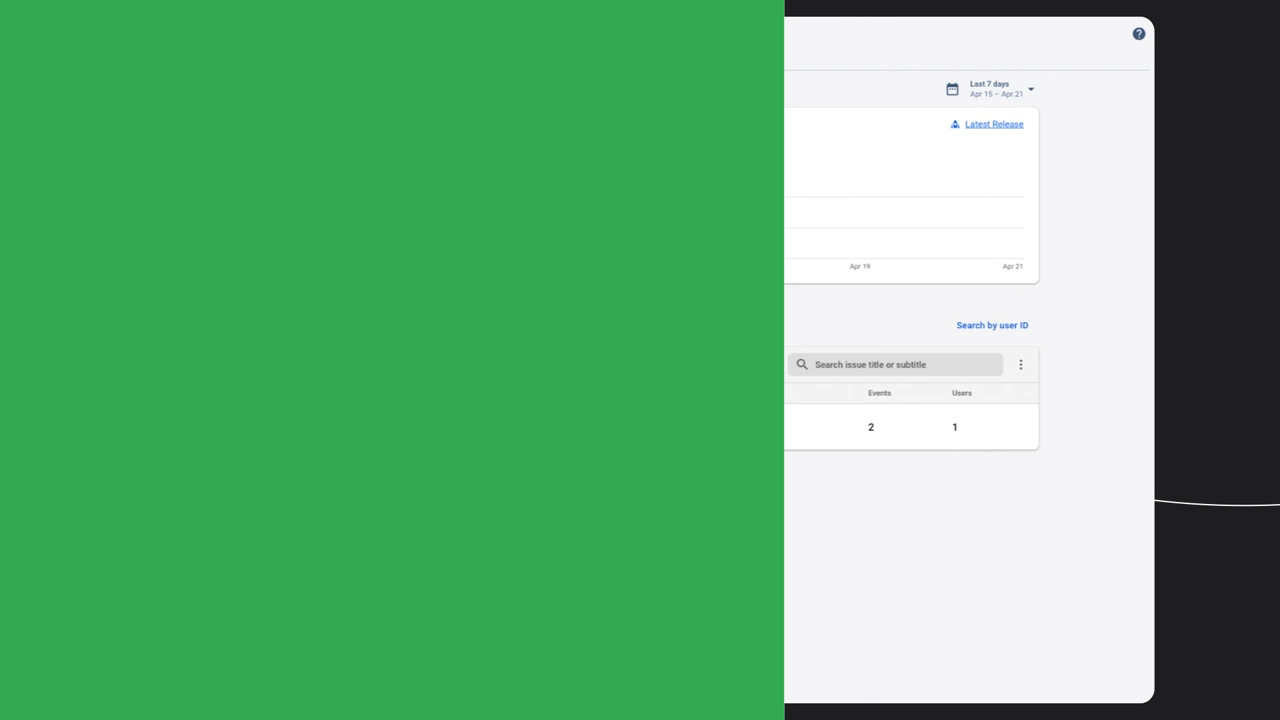 Last 7 days
Apr 15 – Apr 21
Latest Release
Apr 19
Apr 21
Search by user ID
Search issue title or subtitle
Events
Users
2
1